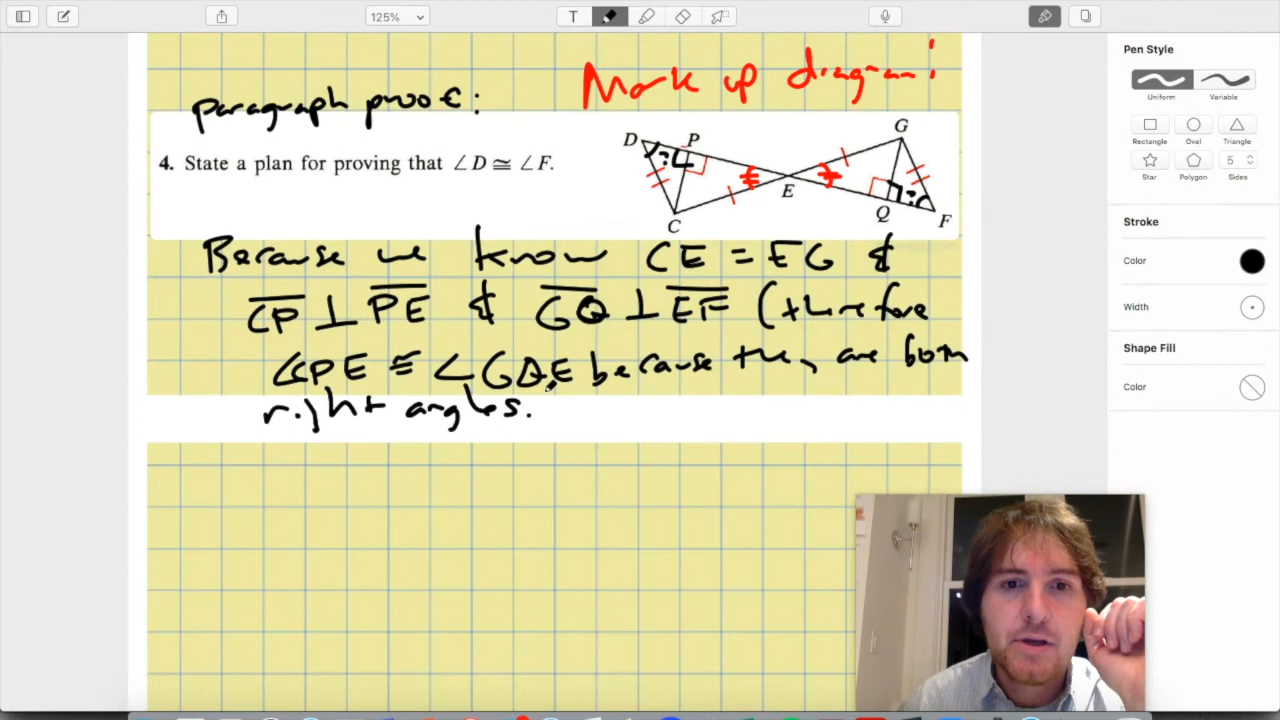 125%
T
Pen Style
Uniform
Variable
Rectangle
Oval
Triangle
Star
Polygon
5
Sides
Stroke
Color
Width
Shape Fill
Color
Mark up diagram:
paragraph proof:
4. State a plan for proving that ∠D ≅ ∠F.
D
P
G
E
C
Q
F
?
?
Because we know CE = EG &
CP ⊥ PE & GQ ⊥ EF (therefore
∠CPE ≅ ∠GQE because they are both
right angles.